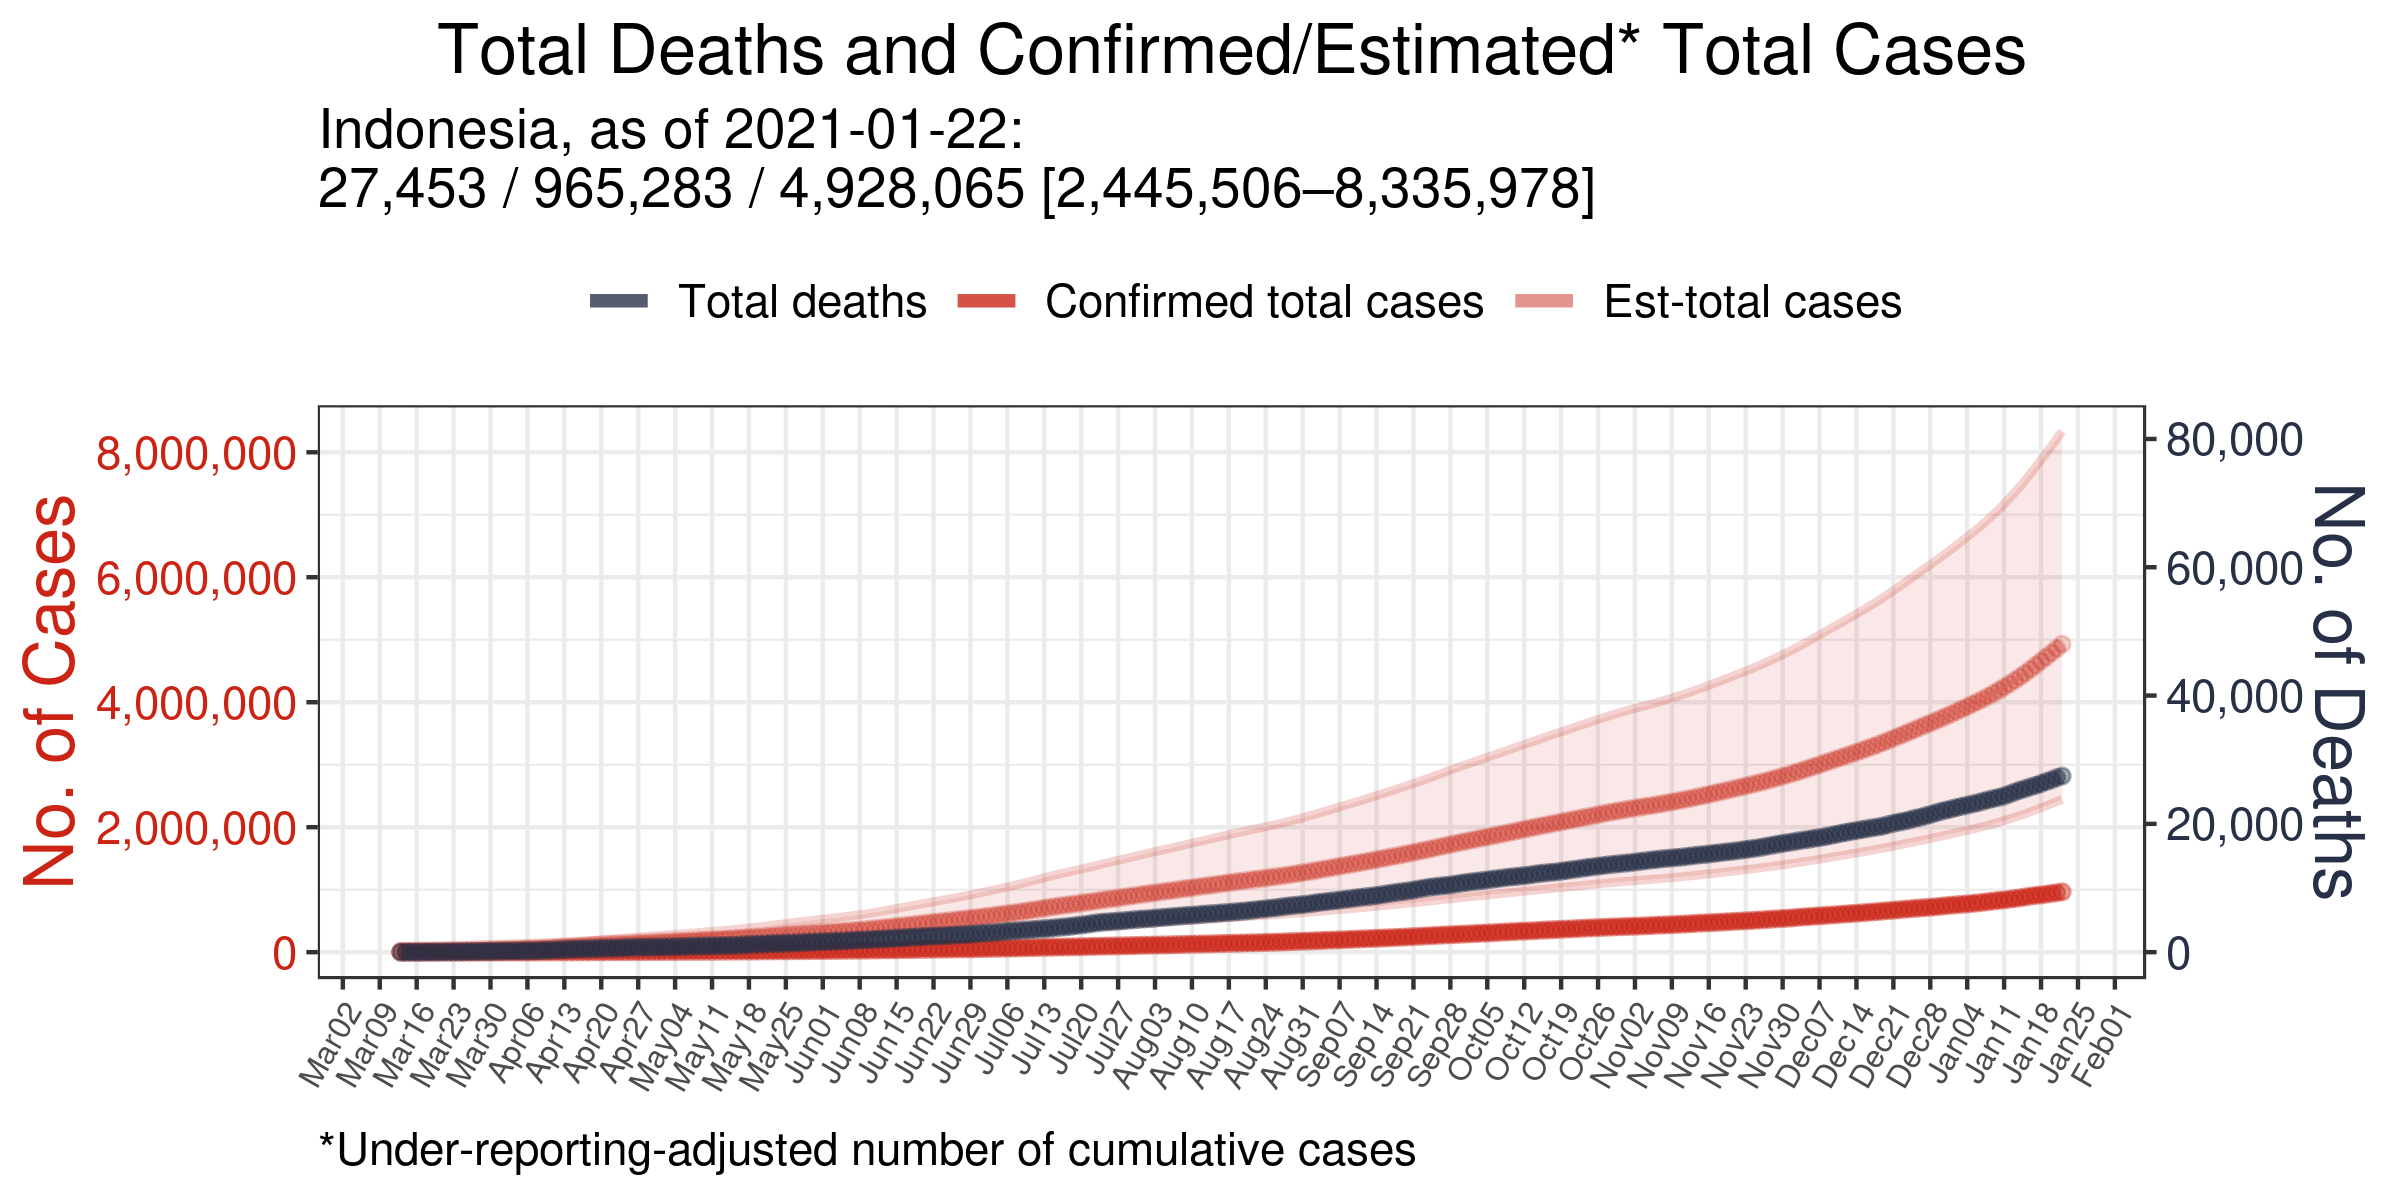 Total Deaths and Confirmed/Estimated* Total Cases
Indonesia, as of 2021-01-22:
27,453 / 965,283 / 4,928,065 [2,445,506–8,335,978]
Total deaths
Confirmed total cases
Est-total cases
No. of Cases
8,000,000
6,000,000
4,000,000
2,000,000
0
80,000
60,000
40,000
20,000
0
No. of Deaths
Mar02
Mar09
Mar16
Mar23
Mar30
Apr06
Apr13
Apr20
Apr27
May04
May11
May18
May25
Jun01
Jun08
Jun15
Jun22
Jun29
Jul06
Jul13
Jul20
Jul27
Aug03
Aug10
Aug17
Aug24
Aug31
Sep07
Sep14
Sep21
Sep28
Oct05
Oct12
Oct19
Oct26
Nov02
Nov09
Nov16
Nov23
Nov30
Dec07
Dec14
Dec21
Dec28
Jan04
Jan11
Jan18
Jan25
Feb01
*Under-reporting-adjusted number of cumulative cases